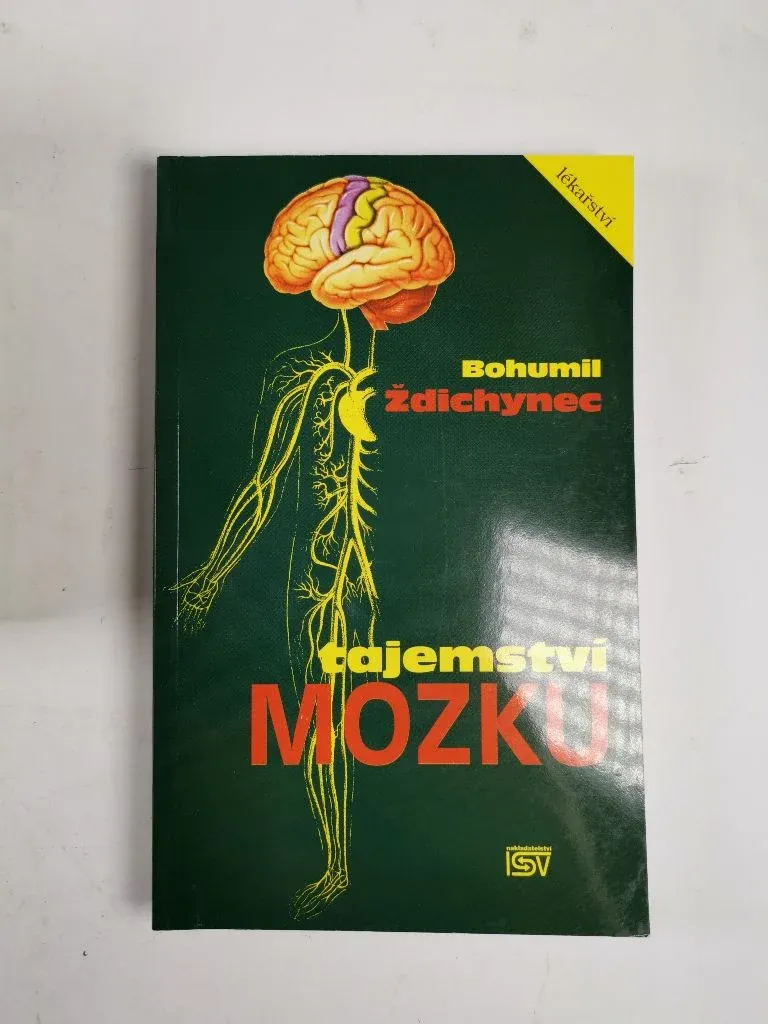 lékařství
Bohumil
Ždichynec
tajemství
MOZKU
nakladatelství
ISV